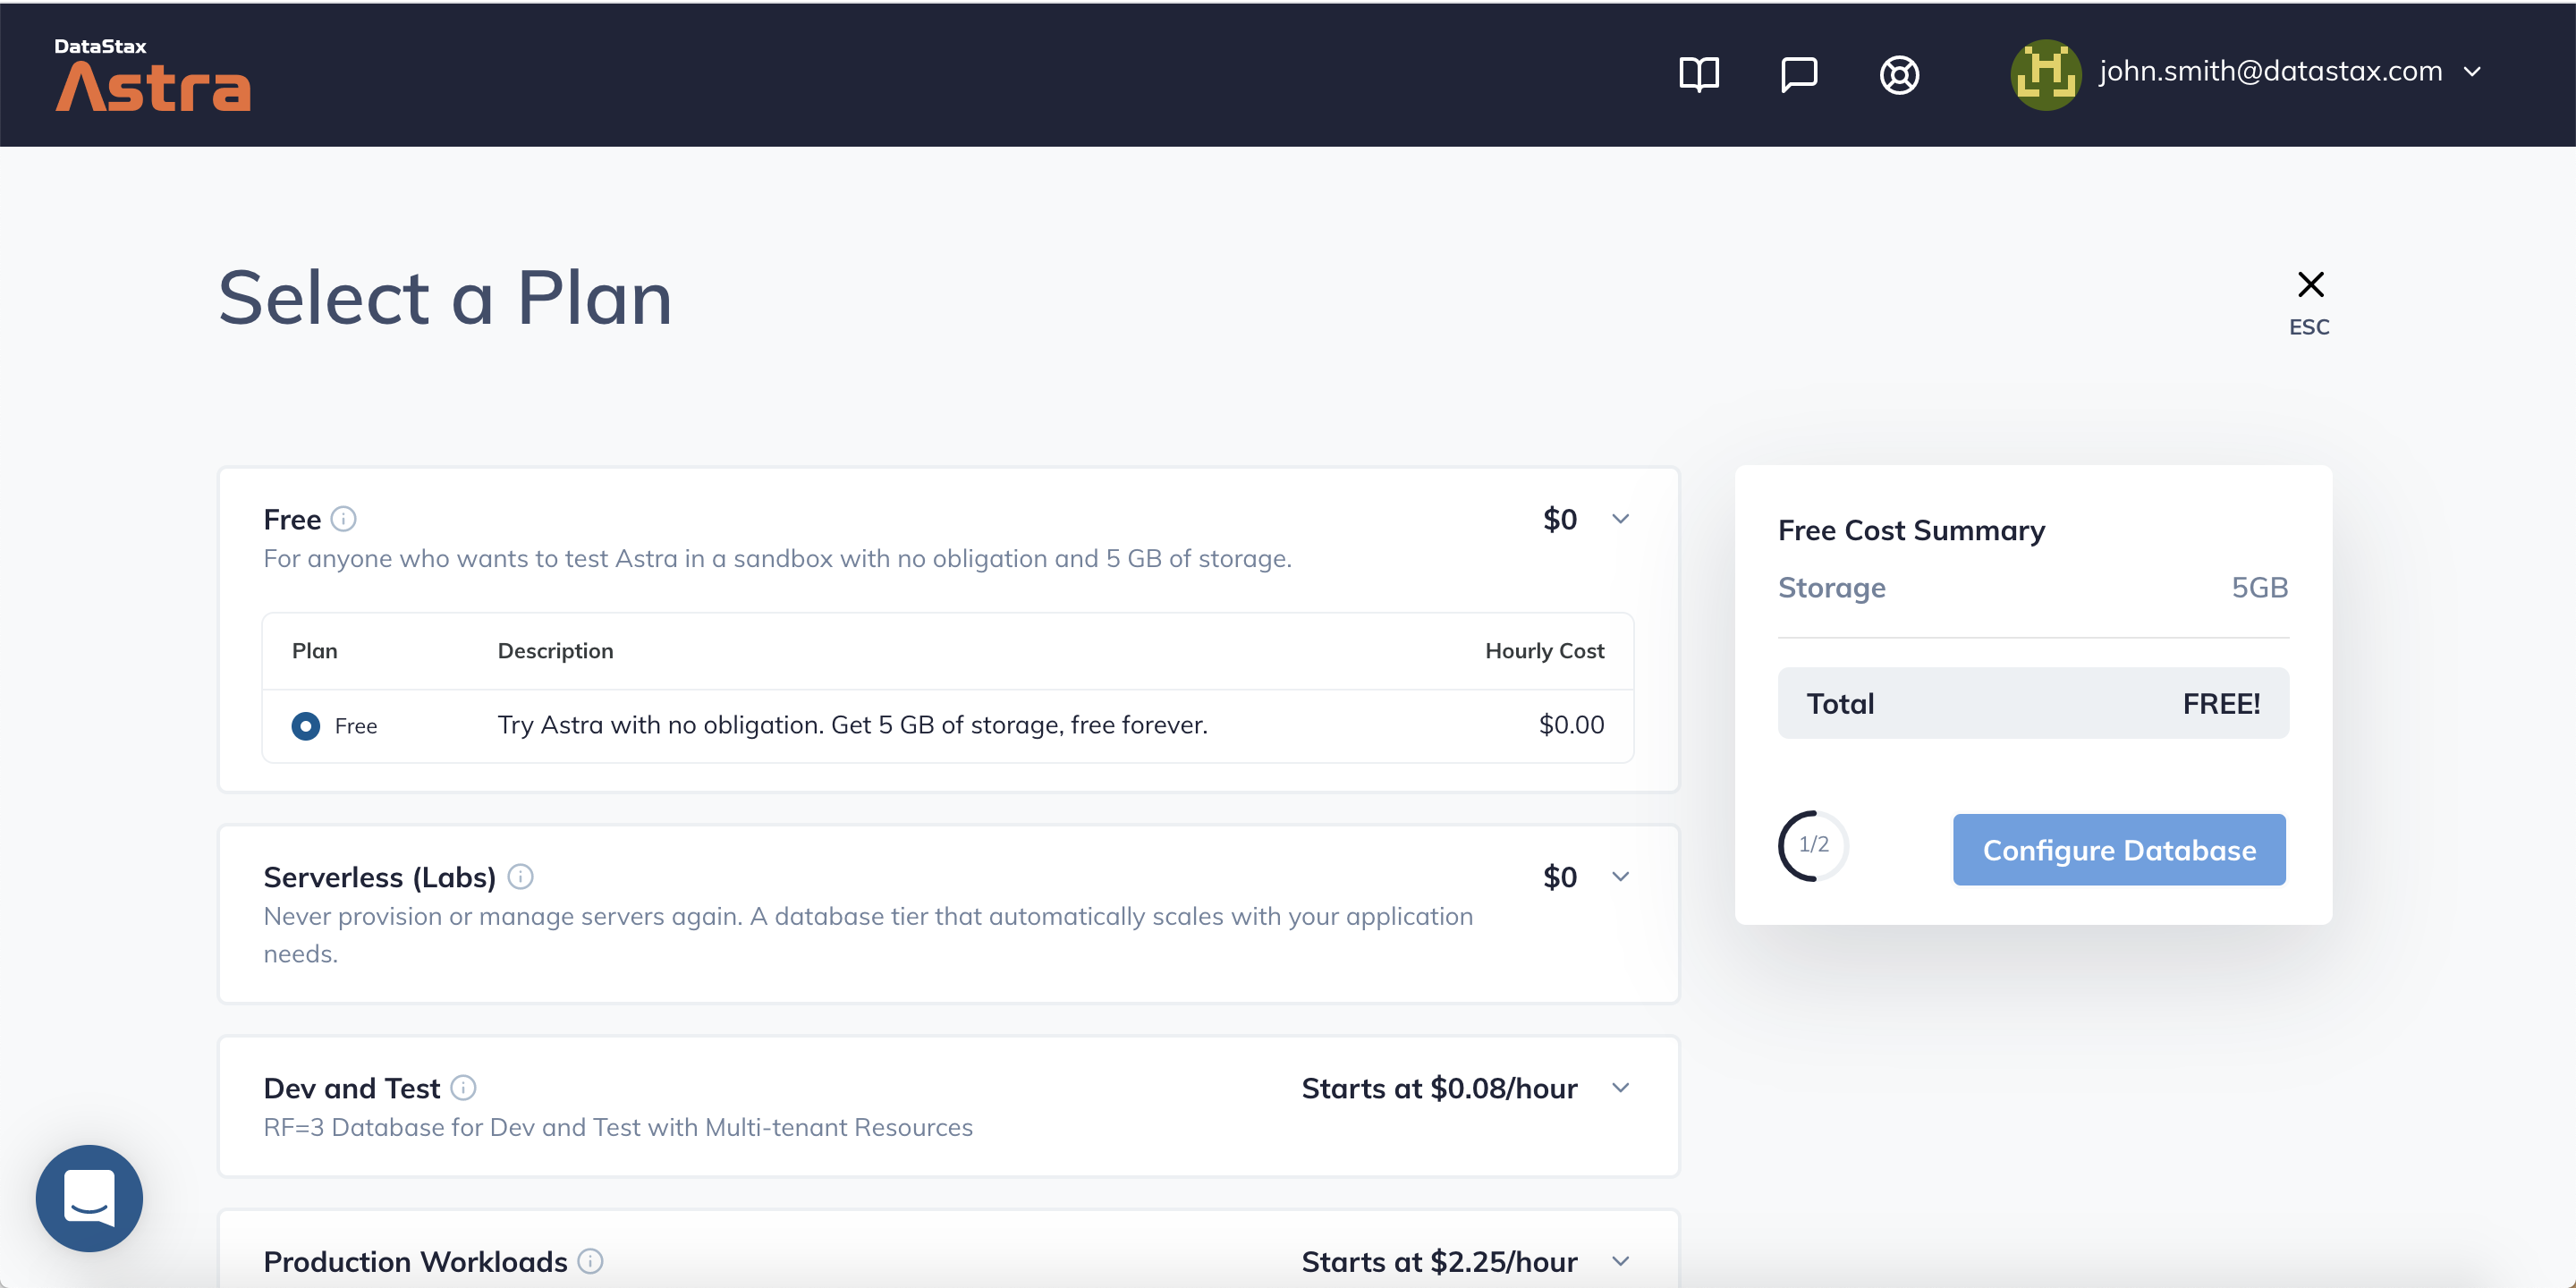 DataStax
Astra
john.smith@datastax.com
Select a Plan
ESC
Free
$0
For anyone who wants to test Astra in a sandbox with no obligation and 5 GB of storage.
Plan Description Hourly Cost
Free Try Astra with no obligation. Get 5 GB of storage, free forever. $0.00
Free Cost Summary
Storage 5GB
Total FREE!
1/2
Configure Database
Serverless (Labs)
$0
Never provision or manage servers again. A database tier that automatically scales with your application
needs.
Dev and Test
Starts at $0.08/hour
RF=3 Database for Dev and Test with Multi-tenant Resources
Production Workloads
Starts at $2.25/hour